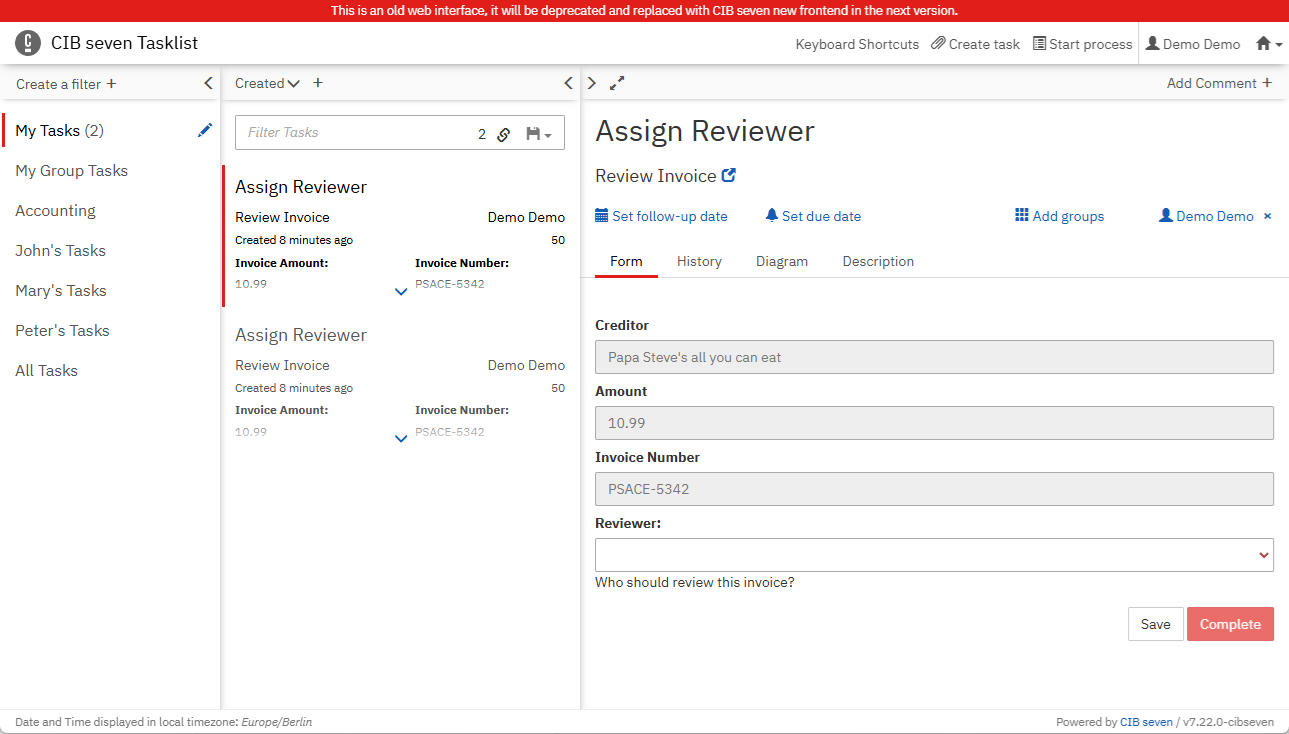 This is an old web interface, it will be deprecated and replaced with CIB seven new frontend in the next version.
CIB seven Tasklist
Keyboard Shortcuts Create task Start process Demo Demo
Create a filter +
My Tasks (2)
My Group Tasks
Accounting
John's Tasks
Mary's Tasks
Peter's Tasks
All Tasks
Created +
Filter Tasks 2
Assign Reviewer
Review Invoice Demo Demo
Created 8 minutes ago 50
Invoice Amount: Invoice Number:
10.99 PSACE-5342
Assign Reviewer
Review Invoice Demo Demo
Created 8 minutes ago 50
Invoice Amount: Invoice Number:
10.99 PSACE-5342
Add Comment +
Assign Reviewer
Review Invoice
Set follow-up date Set due date Add groups Demo Demo ×
Form History Diagram Description
Creditor
Papa Steve's all you can eat
Amount
10.99
Invoice Number
PSACE-5342
Reviewer:
Who should review this invoice?
Save Complete
Date and Time displayed in local timezone: Europe/Berlin
Powered by CIB seven / v7.22.0-cibseven